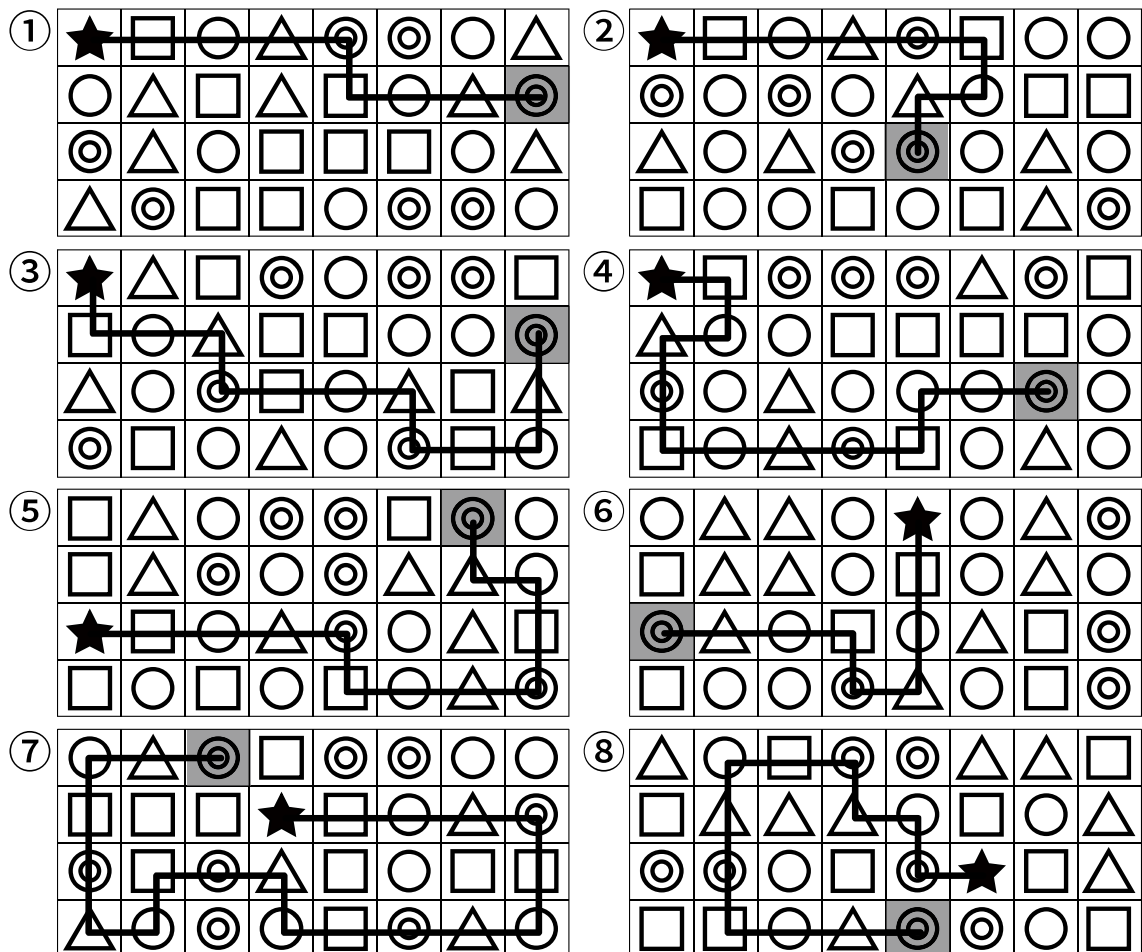 ① ②
③ ④
⑤ ⑥
⑦ ⑧